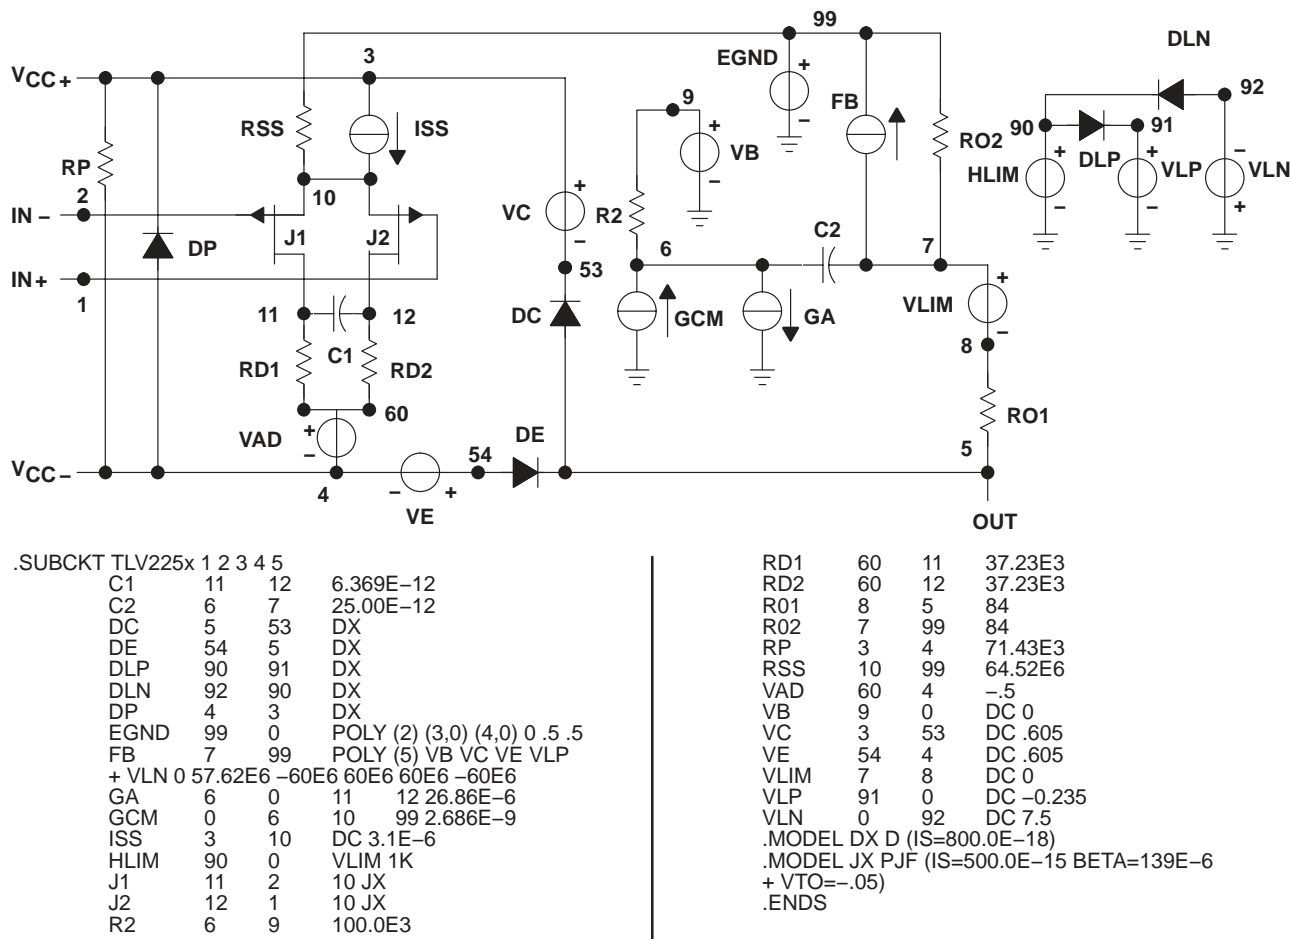 99
DLN
3
VCC+
EGND
+
–
92
9
FB
RSS
ISS
+
VB
–
RO2
90
91
–
+
DLP
+
–
RP
HLIM
–
VLP
–
VLN
+
2
10
IN –
VC
+
–
R2
C2
J1
J2
DP
6
7
IN+
53
1
+
VLIM
–
11
12
DC
GCM
GA
C1
8
RD1
RD2
60
RO1
VAD
+
–
DE
54
5
VCC–
4
–
+
VE
OUT
.SUBCKT TLV225x 1 2 3 4 5
C1 11 12 6.369E–12
C2 6 7 25.00E–12
DC 5 53 DX
DE 54 5 DX
DLP 90 91 DX
DLN 92 90 DX
DP 4 3 DX
EGND 99 0 POLY (2) (3,0) (4,0) 0 .5 .5
FB 7 99 POLY (5) VB VC VE VLP
+ VLN 0 57.62E6 –60E6 60E6 60E6 –60E6
GA 6 0 11 12 26.86E–6
GCM 0 6 10 99 2.686E–9
ISS 3 10 DC 3.1E–6
HLIM 90 0 VLIM 1K
J1 11 2 10 JX
J2 12 1 10 JX
R2 6 9 100.0E3
RD1 60 11 37.23E3
RD2 60 12 37.23E3
R01 8 5 84
R02 7 99 84
RP 3 4 71.43E3
RSS 10 99 64.52E6
VAD 60 4 –.5
VB 9 0 DC 0
VC 3 53 DC .605
VE 54 4 DC .605
VLIM 7 8 DC 0
VLP 91 0 DC –0.235
VLN 0 92 DC 7.5
.MODEL DX D (IS=800.0E–18)
.MODEL JX PJF (IS=500.0E–15 BETA=139E–6
+ VTO=–.05)
.ENDS